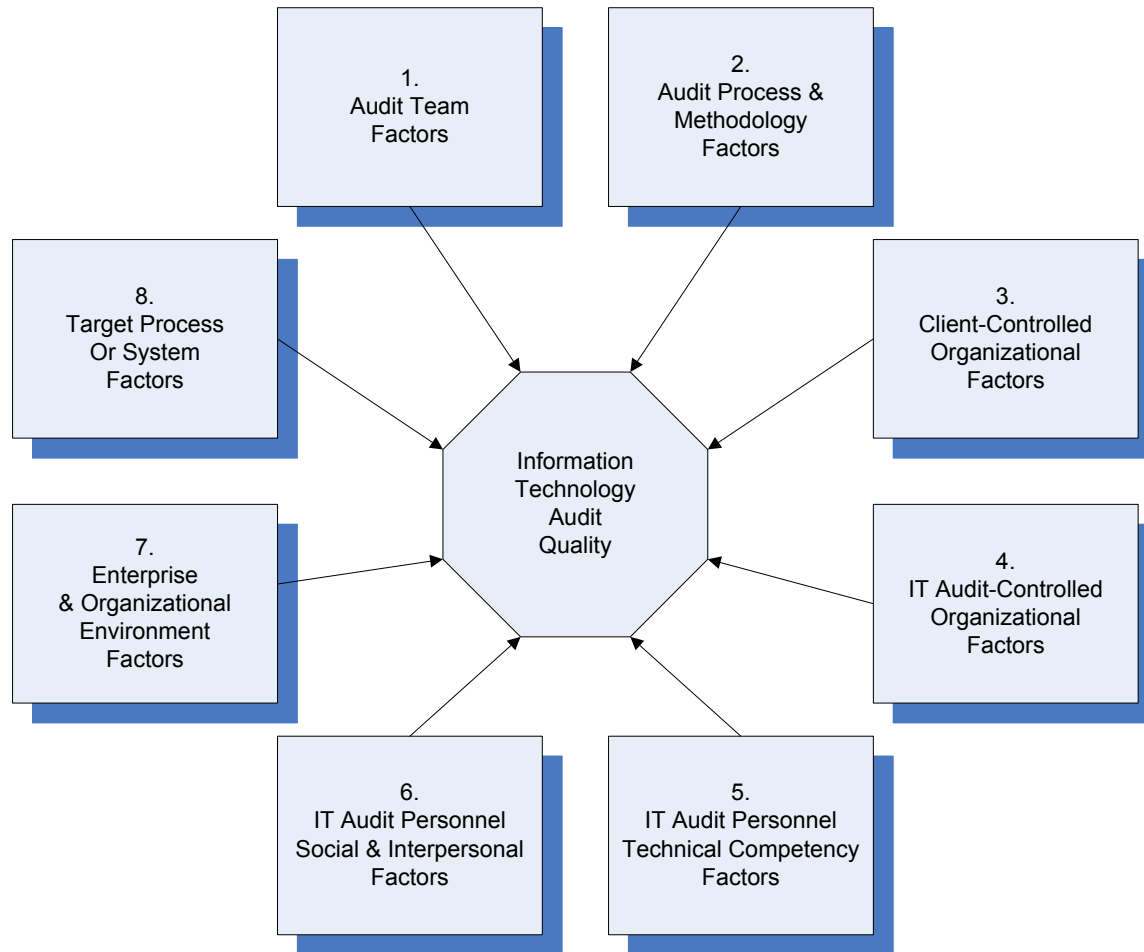 1.
Audit Team
Factors
2.
Audit Process &
Methodology
Factors
3.
Client-Controlled
Organizational
Factors
4.
IT Audit-Controlled
Organizational
Factors
5.
IT Audit Personnel
Technical Competency
Factors
6.
IT Audit Personnel
Social & Interpersonal
Factors
7.
Enterprise
& Organizational
Environment
Factors
8.
Target Process
Or System
Factors
Information
Technology
Audit
Quality